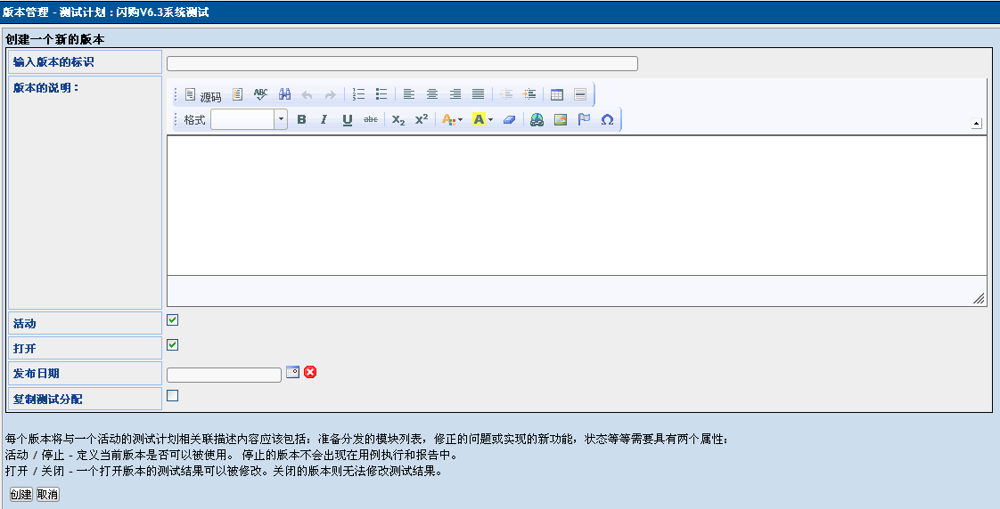 版本管理 - 测试计划 : 闪购V6.3系统测试
创建一个新的版本
输入版本的标识
版本的说明：
源码 ABC
格式 B I U abc X₂ X² A A Ω
活动
打开
发布日期
复制测试分配
每个版本将与一个活动的测试计划相关联描述内容应该包括：准备分发的模块列表，修正的问题或实现的新功能，状态等等需要具有两个属性：
活动 / 停止 - 定义当前版本是否可以被使用。 停止的版本不会出现在用例执行和报告中。
打开 / 关闭 - 一个打开版本的测试结果可以被修改。关闭的版本则无法修改测试结果。
创建 取消